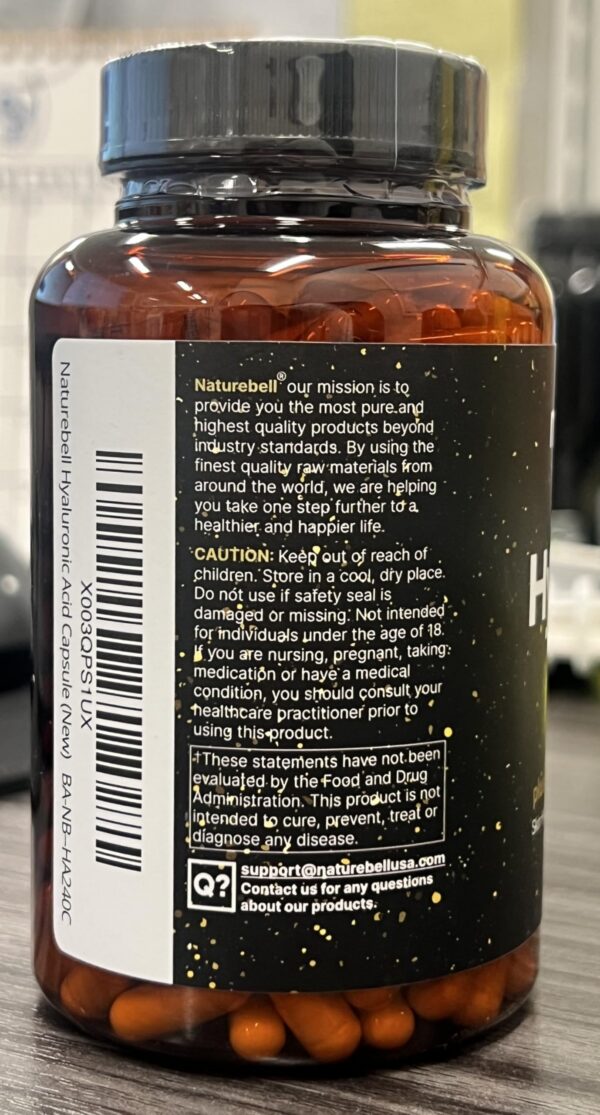 Naturebell Hyaluronic Acid Capsule (New) BA-NB-HA240C
X003QPS1UX
Naturebell® our mission is to
provide you the most pure and
highest quality products beyond
industry standards. By using the
finest quality raw materials from
around the world, we are helping
you take one step further to a
healthier and happier life.
CAUTION: Keep out of reach of
children. Store in a cool, dry place.
Do not use if safety seal is
damaged or missing. Not intended
for individuals under the age of 18.
If you are nursing, pregnant, taking
medication or have a medical
condition, you should consult your
healthcare practitioner prior to
using this product.
†These statements have not been
evaluated by the Food and Drug
Administration. This product is not
intended to cure, prevent, treat or
diagnose any disease.
Q?
support@naturebellusa.com
Contact us for any questions
about our products.